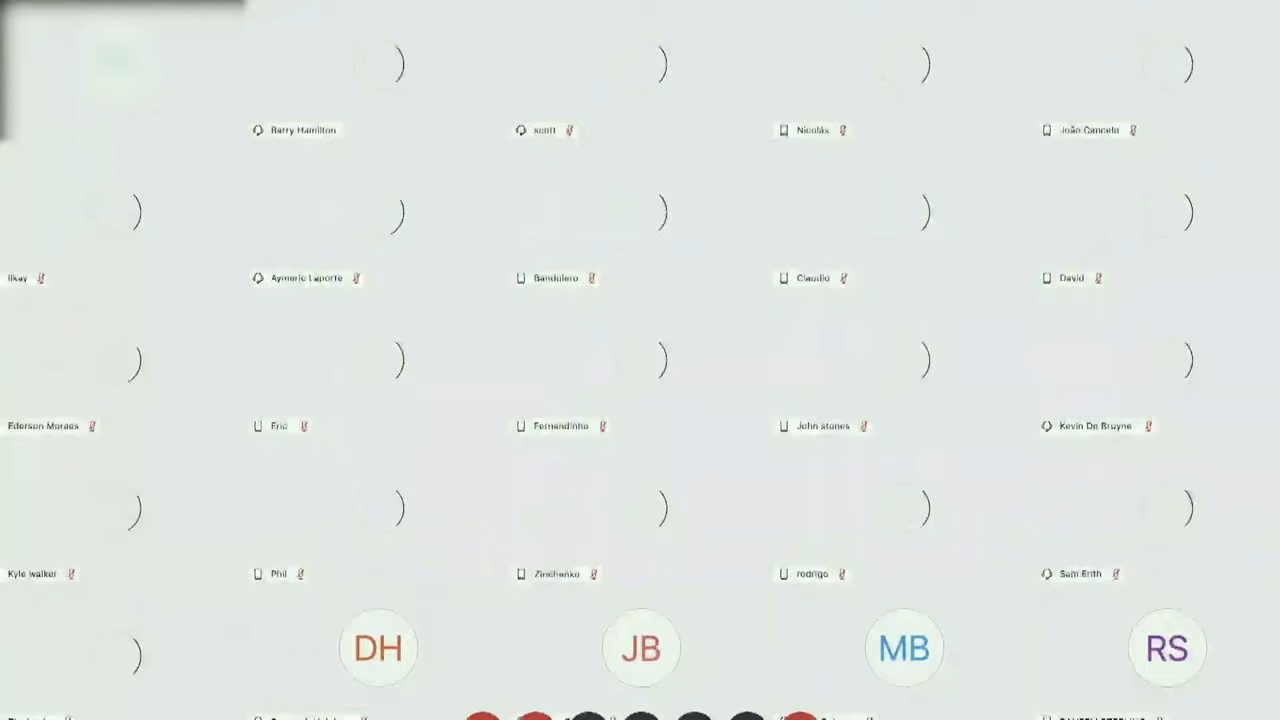 Barry Hamilton
scott
Nicolás
João Cancelo
Ilkay
Aymeric Laporte
Bandolero
Claudio
David
Ederson Moraes
Eric
Fernandinho
John stones
Kevin De Bruyne
Kyle walker
Phil
Zinchenko
rodrigo
Sam Erith
DH
JB
MB
RS